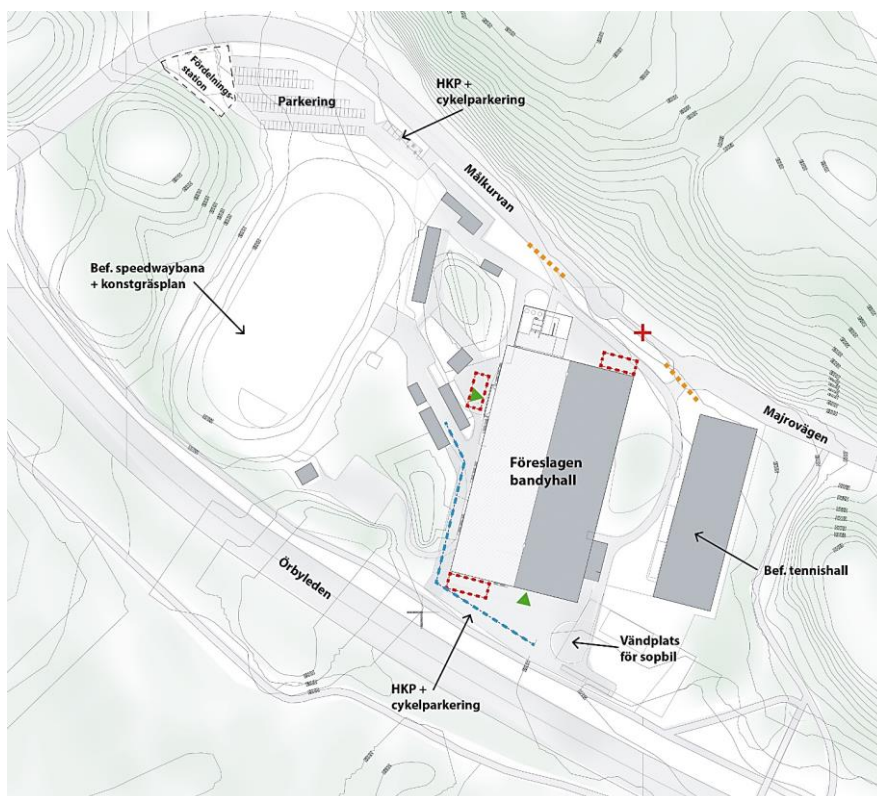 Fördelnings-
station
Parkering
HKP +
cykelparkering
Målkurvan
Bef. speedwaybana
+ konstgräsplan
Majrovägen
Föreslagen
bandyhall
Bef. tennishall
Örbyleden
Vändplats
för sopbil
HKP +
cykelparkering